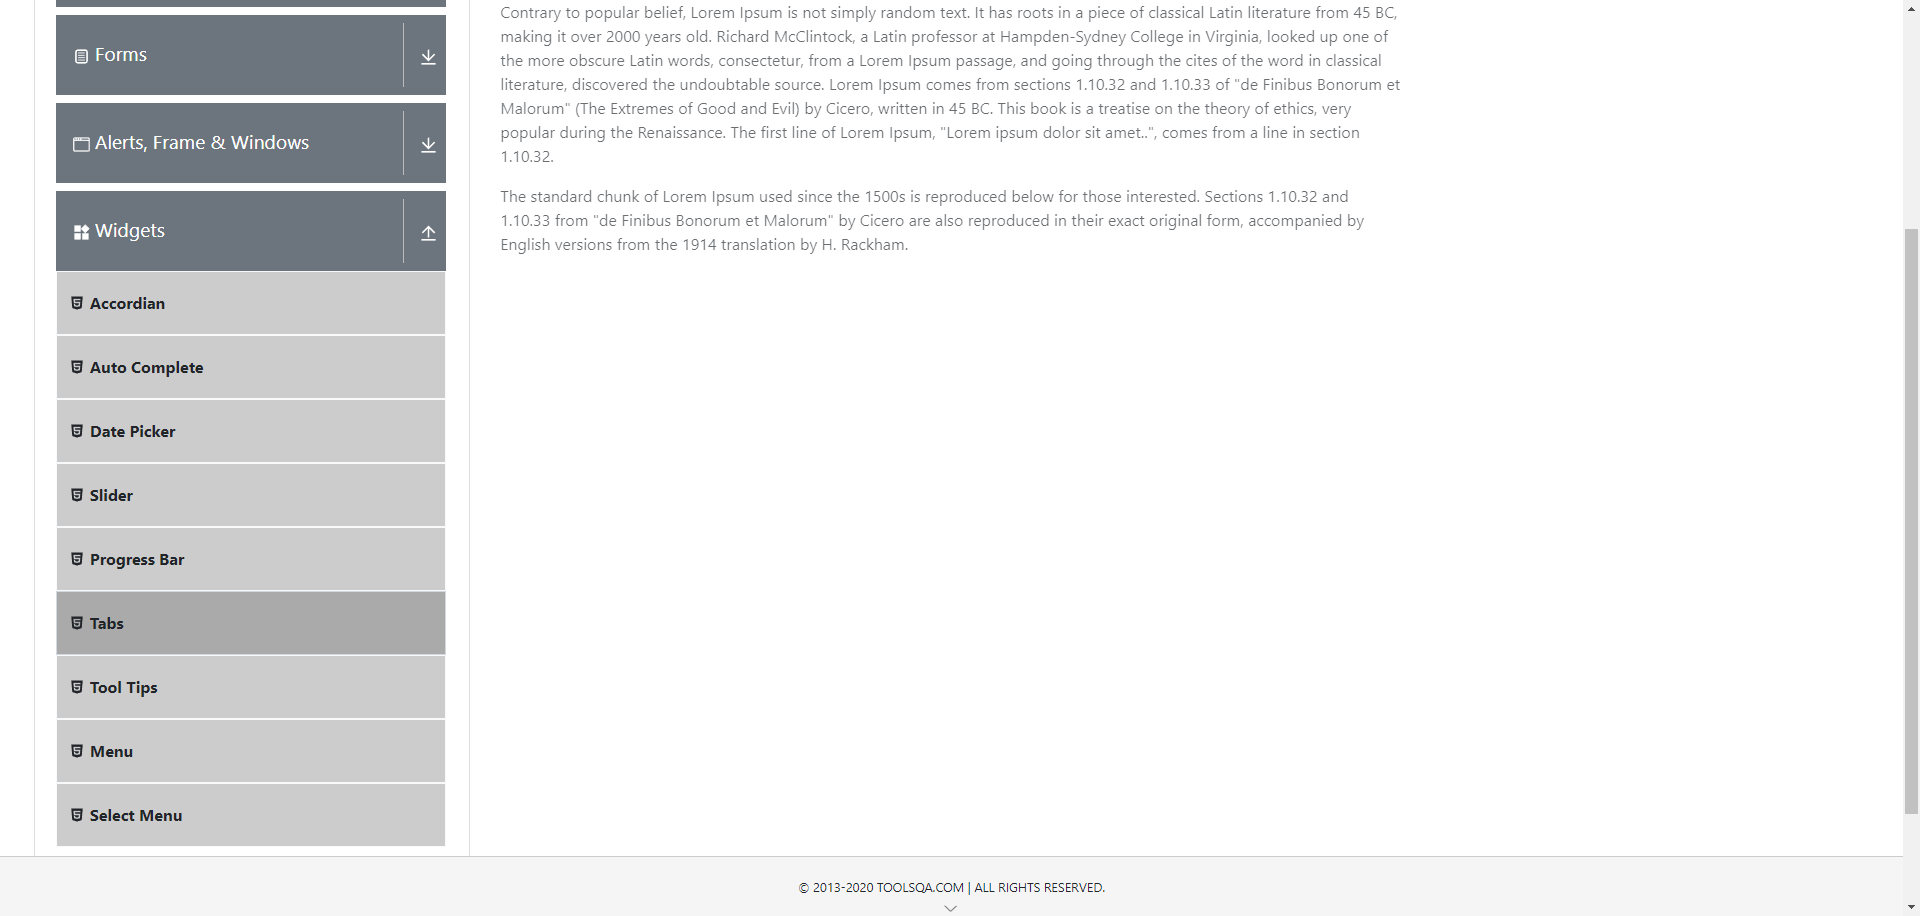 Forms
Alerts, Frame & Windows
Widgets
Accordian
Auto Complete
Date Picker
Slider
Progress Bar
Tabs
Tool Tips
Menu
Select Menu
Contrary to popular belief, Lorem Ipsum is not simply random text. It has roots in a piece of classical Latin literature from 45 BC,
making it over 2000 years old. Richard McClintock, a Latin professor at Hampden-Sydney College in Virginia, looked up one of
the more obscure Latin words, consectetur, from a Lorem Ipsum passage, and going through the cites of the word in classical
literature, discovered the undoubtable source. Lorem Ipsum comes from sections 1.10.32 and 1.10.33 of "de Finibus Bonorum et
Malorum" (The Extremes of Good and Evil) by Cicero, written in 45 BC. This book is a treatise on the theory of ethics, very
popular during the Renaissance. The first line of Lorem Ipsum, "Lorem ipsum dolor sit amet..", comes from a line in section
1.10.32.
The standard chunk of Lorem Ipsum used since the 1500s is reproduced below for those interested. Sections 1.10.32 and
1.10.33 from "de Finibus Bonorum et Malorum" by Cicero are also reproduced in their exact original form, accompanied by
English versions from the 1914 translation by H. Rackham.
© 2013-2020 TOOLSQA.COM | ALL RIGHTS RESERVED.